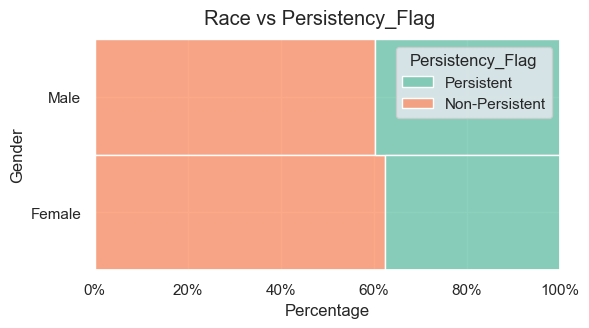 Race vs Persistency_Flag
Persistency_Flag
Persistent
Non-Persistent
Gender
Male
Female
0% 20% 40% 60% 80% 100%
Percentage